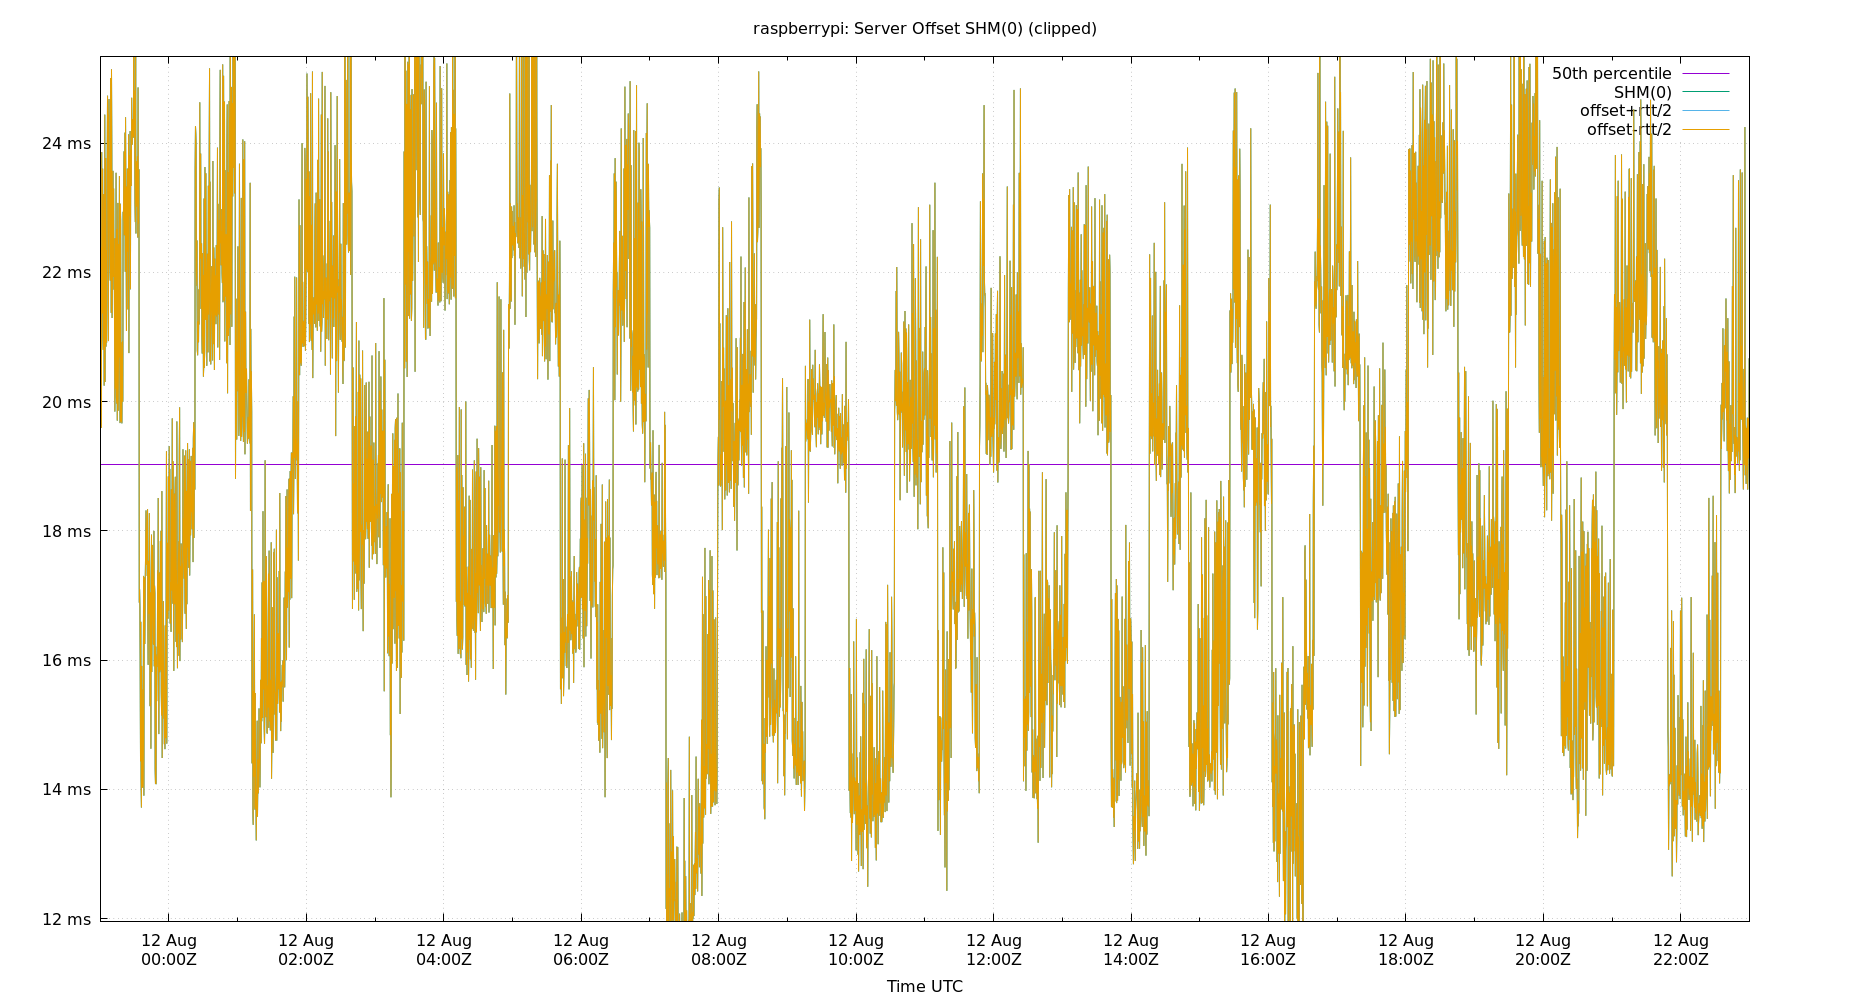 raspberrypi: Server Offset SHM(0) (clipped)
50th percentile
SHM(0)
offset+rtt/2
offset-rtt/2
24 ms
22 ms
20 ms
18 ms
16 ms
14 ms
12 ms
12 Aug 12 Aug 12 Aug 12 Aug 12 Aug 12 Aug 12 Aug 12 Aug 12 Aug 12 Aug 12 Aug 12 Aug
00:00Z 02:00Z 04:00Z 06:00Z 08:00Z 10:00Z 12:00Z 14:00Z 16:00Z 18:00Z 20:00Z 22:00Z
Time UTC